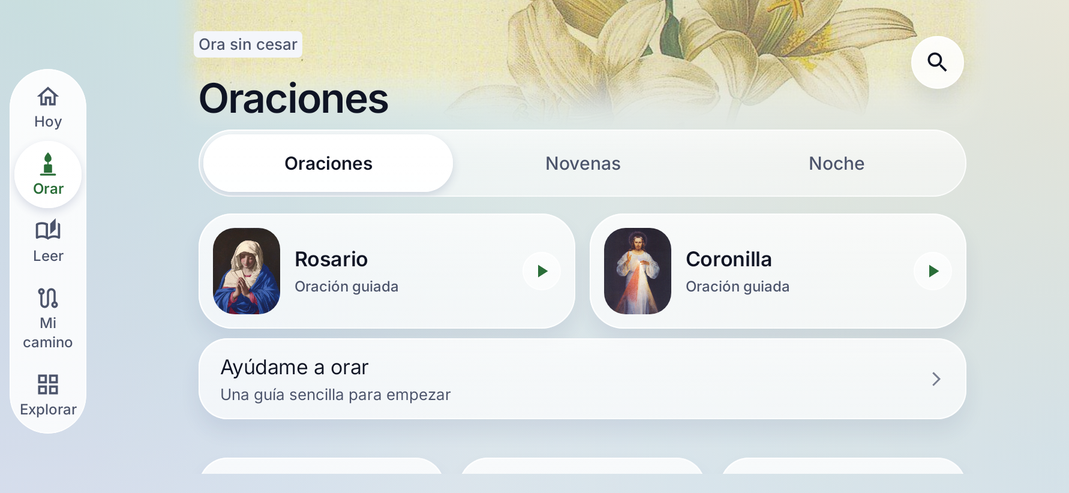 Ora sin cesar
Oraciones
Hoy
Orar
Leer
Mi
camino
Explorar
Oraciones
Novenas
Noche
Rosario
Oración guiada
Coronilla
Oración guiada
Ayúdame a orar
Una guía sencilla para empezar